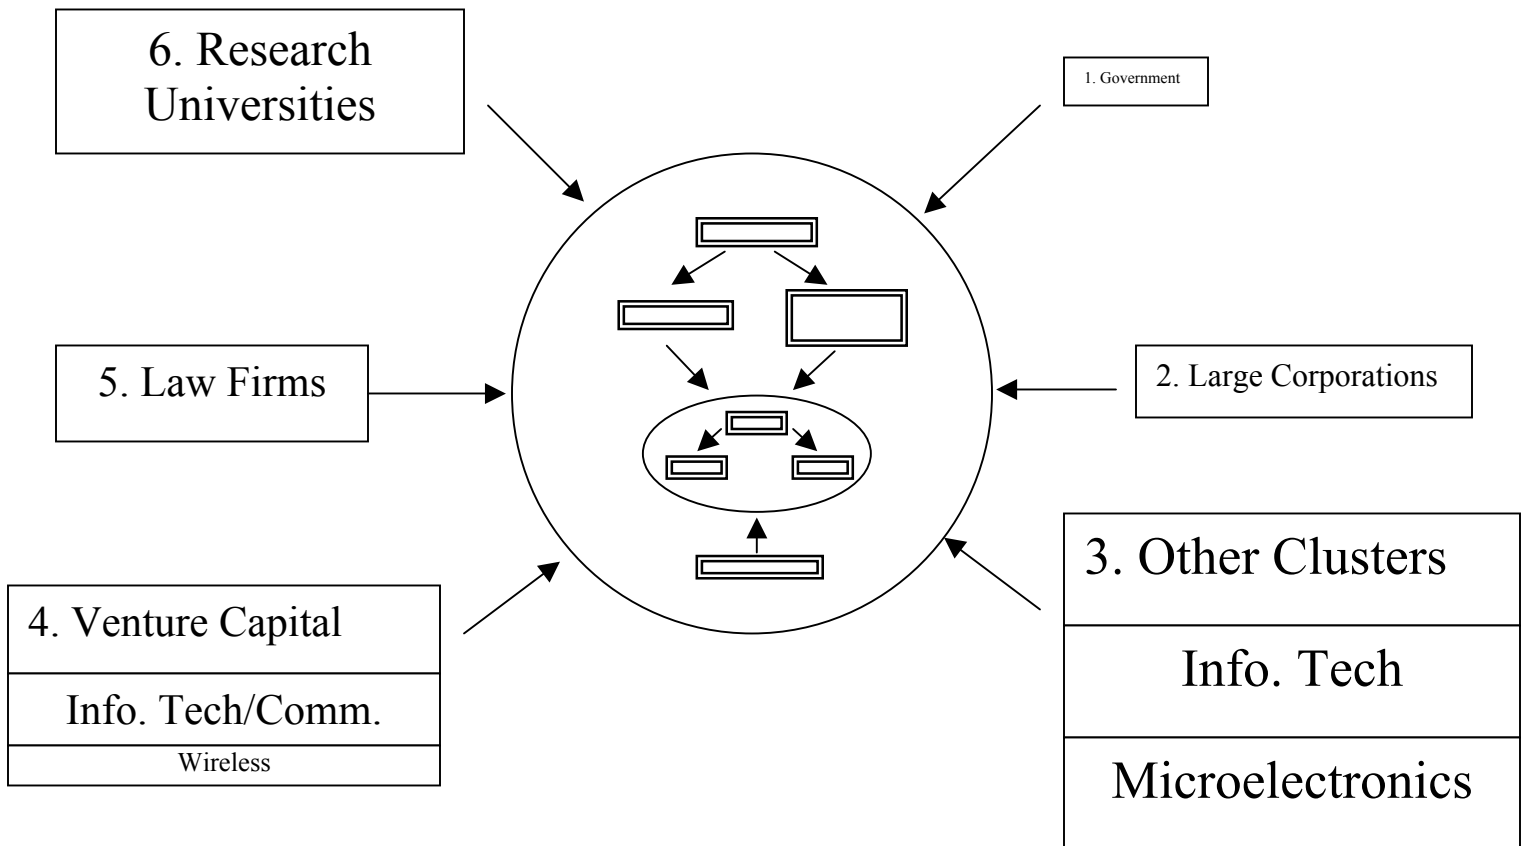 6. Research
Universities
1. Government
5. Law Firms
2. Large Corporations
3. Other Clusters
Info. Tech
Microelectronics
4. Venture Capital
Info. Tech/Comm.
Wireless